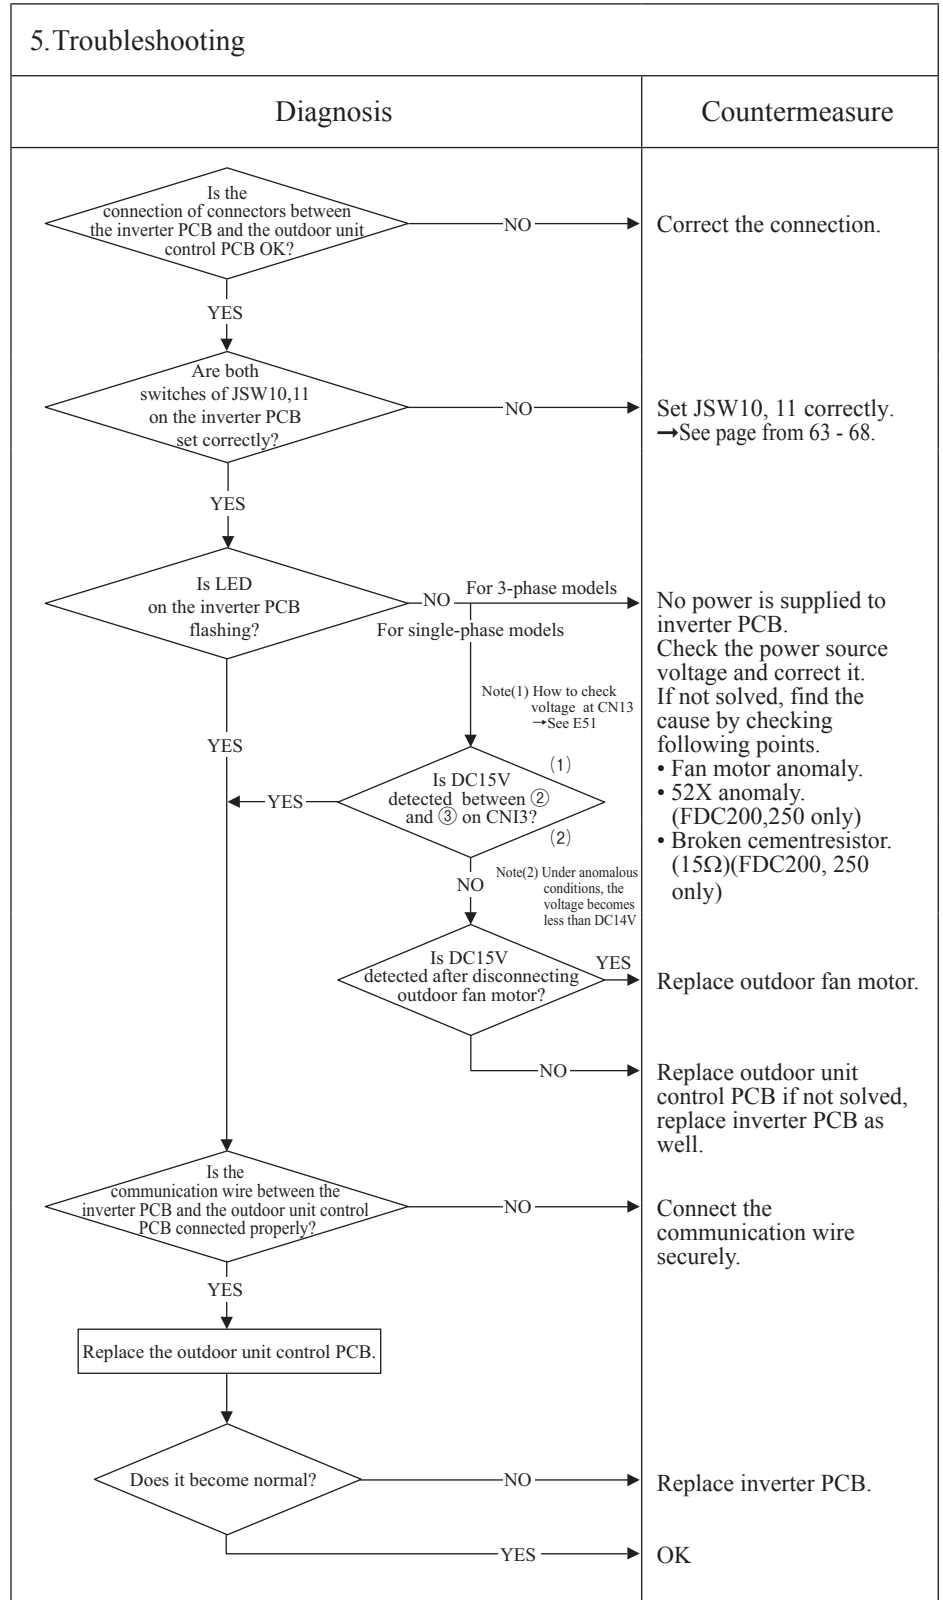 5.Troubleshooting
Diagnosis
Countermeasure
Is the
connection of connectors between
the inverter PCB and the outdoor unit
control PCB OK?
NO
Correct the connection.
YES
Are both
switches of JSW10,11
on the inverter PCB
set correctly?
NO
Set JSW10, 11 correctly.
→See page from 63 - 68.
YES
Is LED
on the inverter PCB
flashing?
NO
For 3-phase models
For single-phase models
No power is supplied to
inverter PCB.
Check the power source
voltage and correct it.
If not solved, find the
cause by checking
following points.
• Fan motor anomaly.
• 52X anomaly.
(FDC200,250 only)
• Broken cementresistor.
(15Ω)(FDC200, 250
only)
Note(1) How to check
voltage at CN13
→See E51
YES
(1)
Is DC15V
detected between ②
and ③ on CNI3?
(2)
YES
NO
Note(2) Under anomalous
conditions, the
voltage becomes
less than DC14V
Is DC15V
detected after disconnecting
outdoor fan motor?
YES
Replace outdoor fan motor.
NO
Replace outdoor unit
control PCB if not solved,
replace inverter PCB as
well.
Is the
communication wire between the
inverter PCB and the outdoor unit control
PCB connected properly?
NO
Connect the
communication wire
securely.
YES
Replace the outdoor unit control PCB.
Does it become normal?
NO
Replace inverter PCB.
YES
OK